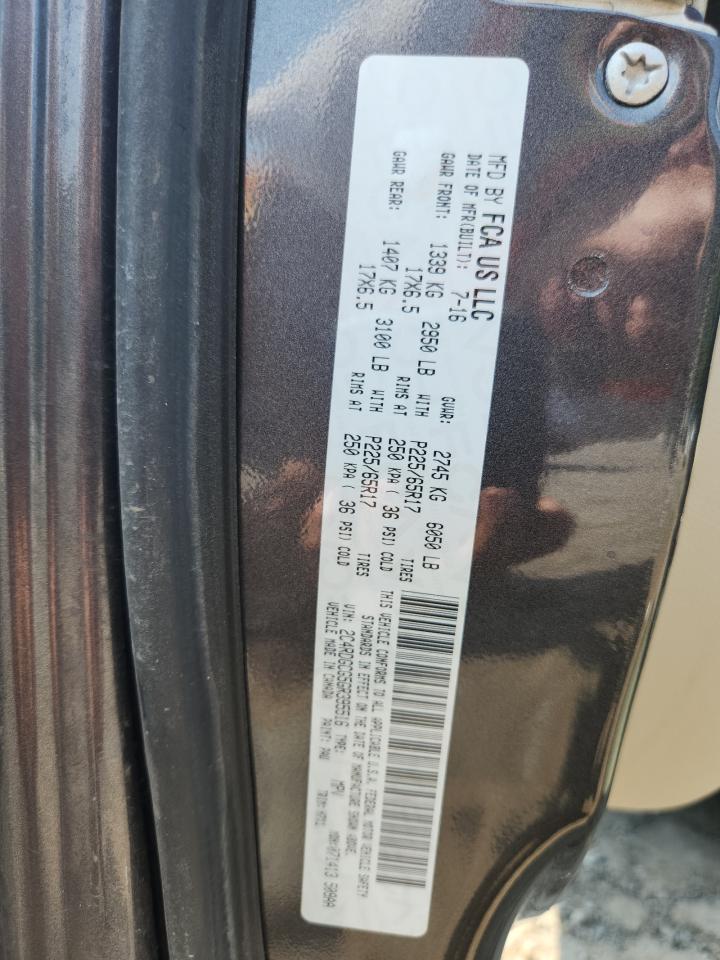 MFD BY FCA US LLC
DATE OF MFR(BUILT): 7-16 GVWR: 2745 KG 6050 LB
GAWR FRONT: 1339 KG 2950 LB WITH P225/65R17 TIRES
17X6.5 RIMS AT 250 KPA ( 36 PSI) COLD
GAWR REAR: 1407 KG 3100 LB WITH P225/65R17 TIRES
17X6.5 RIMS AT 250 KPA ( 36 PSI) COLD
THIS VEHICLE CONFORMS TO ALL APPLICABLE U.S.A. FEDERAL MOTOR VEHICLE SAFETY
STANDARDS IN EFFECT ON THE DATE OF MANUFACTURE SHOWN ABOVE.
VIN: 2C4RDGCG5GR395516 TYPE: MPV
VEHICLE MADE IN CANADA PAINT: PAU TRIM: